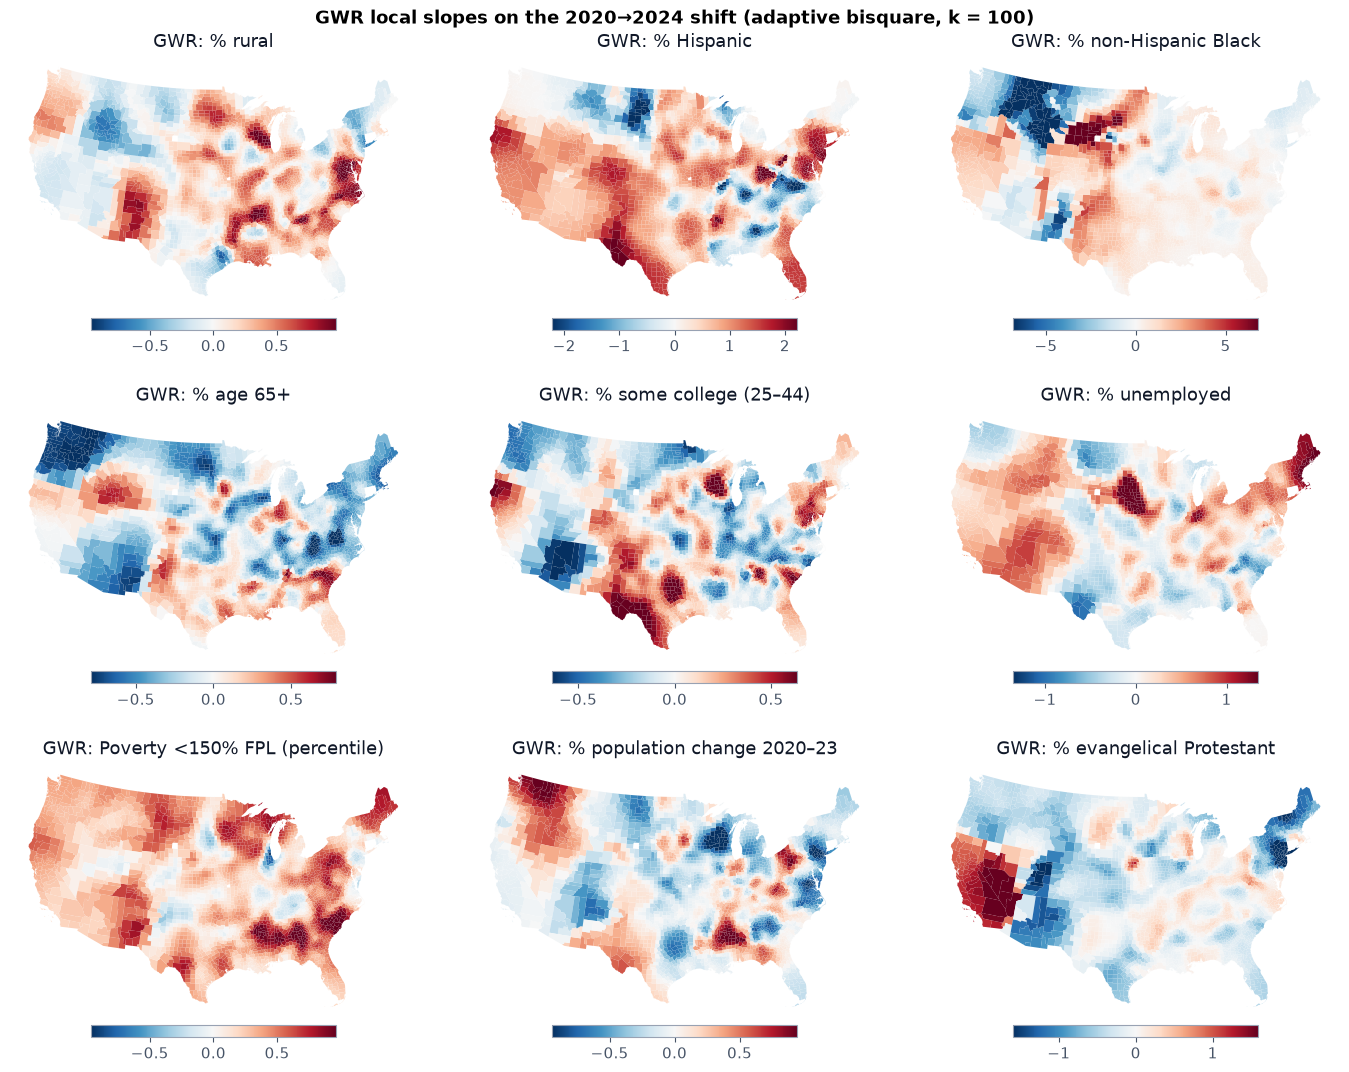 GWR local slopes on the 2020→2024 shift (adaptive bisquare, k = 100)
GWR: % rural
GWR: % Hispanic
GWR: % non-Hispanic Black
−0.5 0.0 0.5
−2 −1 0 1 2
−5 0 5
GWR: % age 65+
GWR: % some college (25–44)
GWR: % unemployed
−0.5 0.0 0.5
−0.5 0.0 0.5
−1 0 1
GWR: Poverty <150% FPL (percentile)
GWR: % population change 2020–23
GWR: % evangelical Protestant
−0.5 0.0 0.5
−0.5 0.0 0.5
−1 0 1